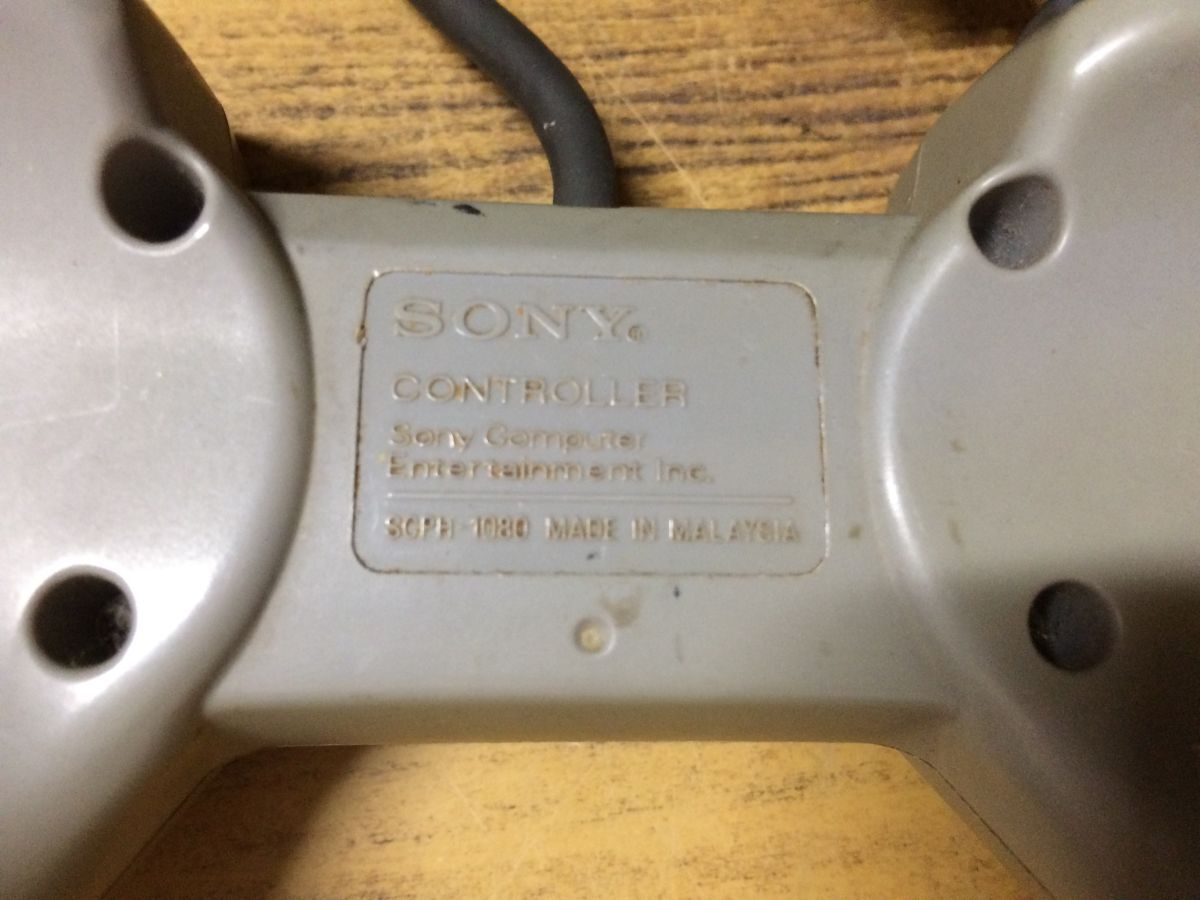 SONY®
CONTROLLER
Sony Computer
Entertainment Inc.
SCPH-1080 MADE IN MALAYSIA